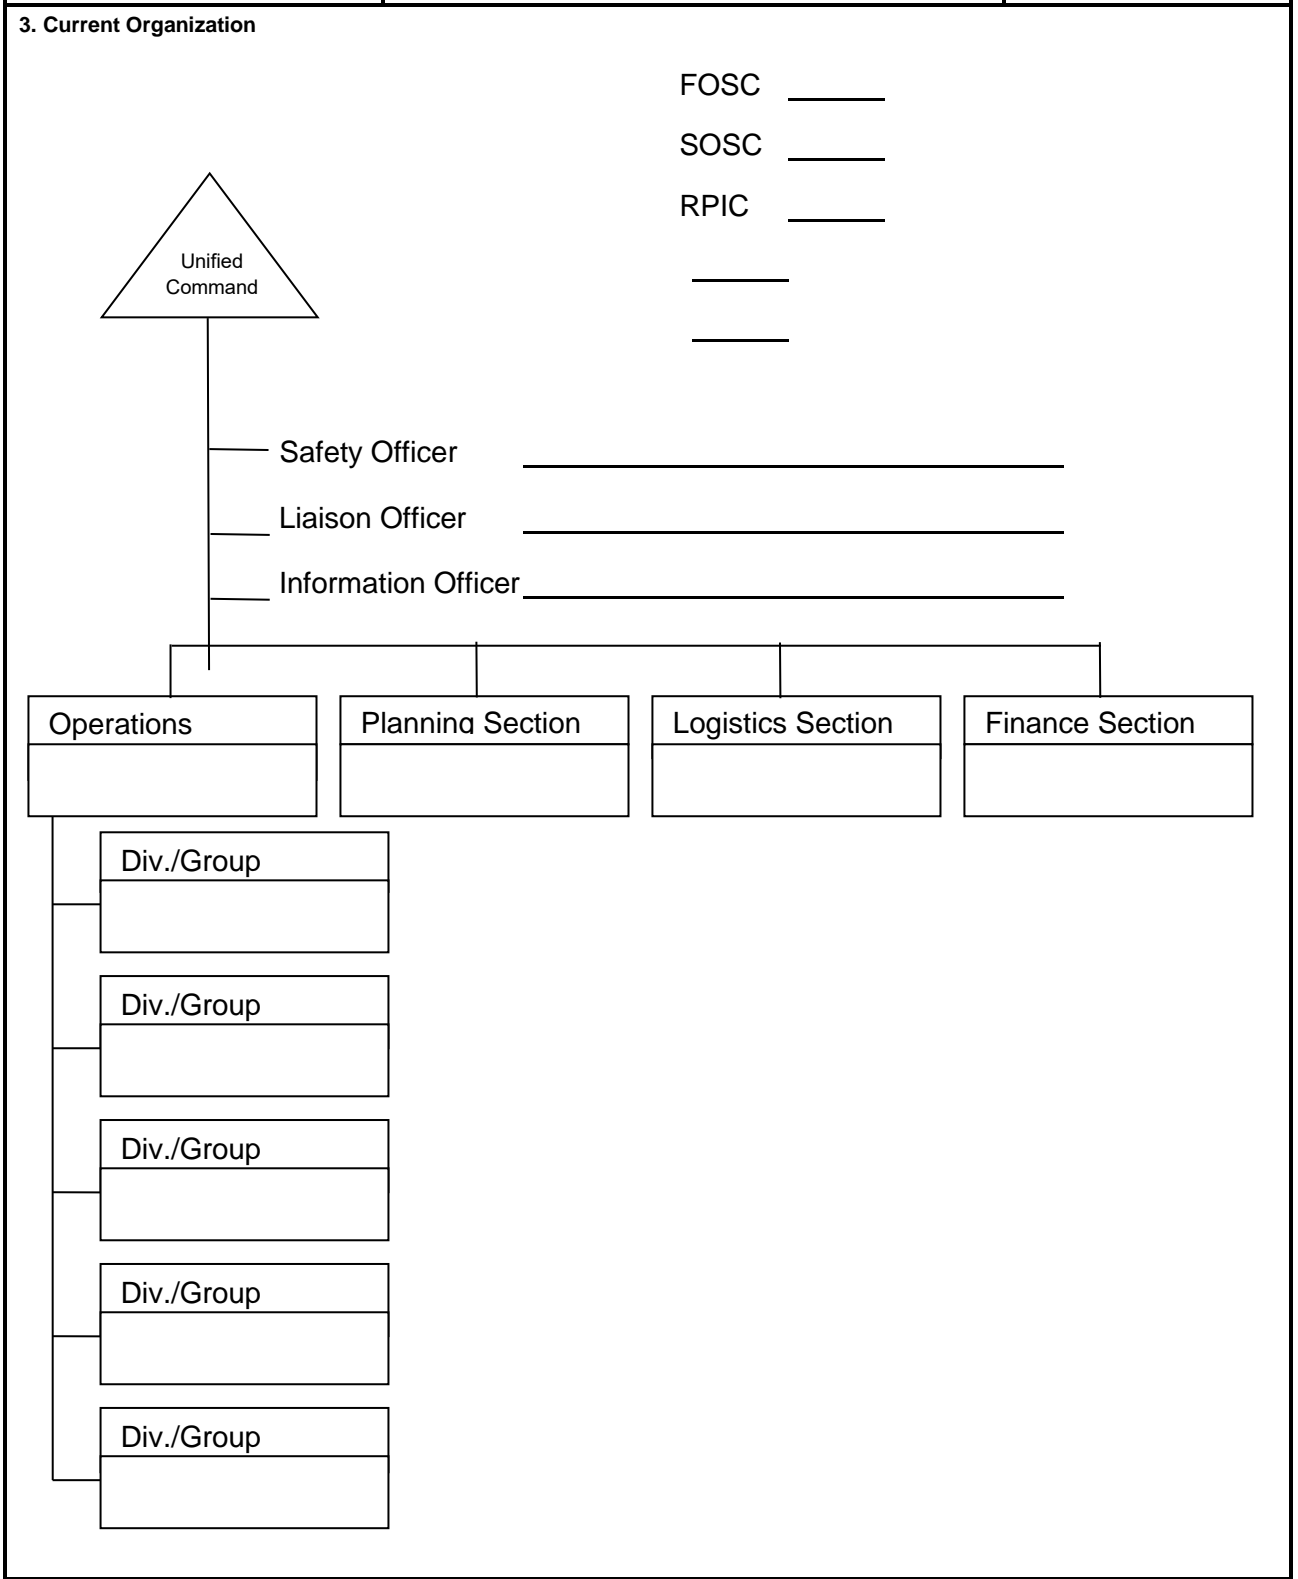 3. Current Organization
FOSC
SOSC
RPIC
Unified
Command
Safety Officer
Liaison Officer
Information Officer
Operations
Planning Section
Logistics Section
Finance Section
Div./Group
Div./Group
Div./Group
Div./Group
Div./Group